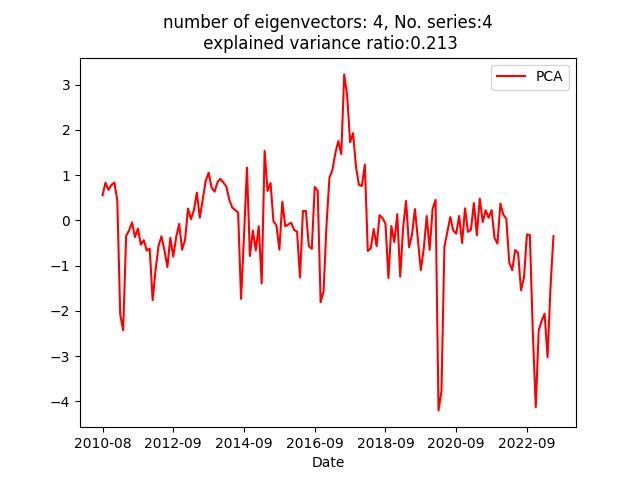 number of eigenvectors: 4, No. series:4
explained variance ratio:0.213
PCA
3
2
1
0
−1
−2
−3
−4
2010-08 2012-09 2014-09 2016-09 2018-09 2020-09 2022-09
Date